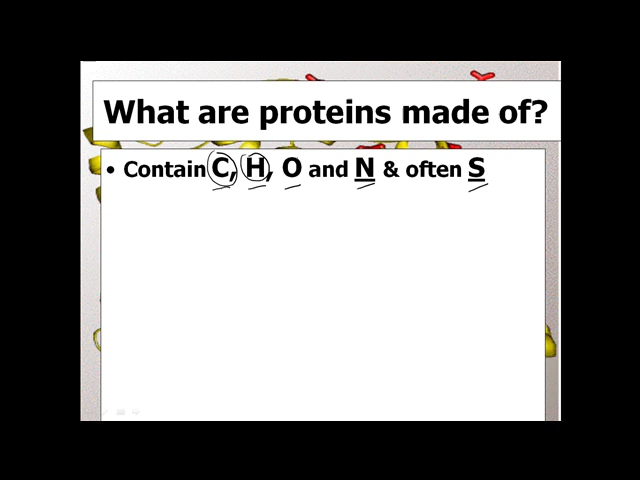 What are proteins made of?
• Contain C, H, O and N & often S